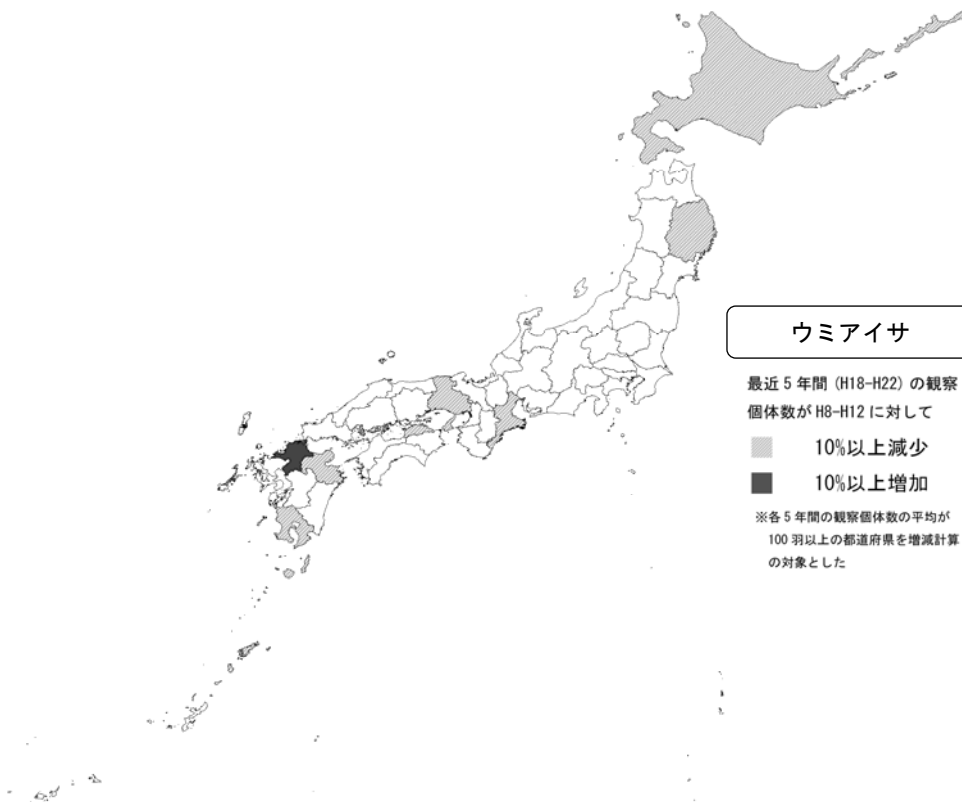 ウミアイサ
最近5年間(H18-H22)の観察
個体数がH8-H12に対して
10%以上減少
10%以上増加
※各5年間の観察個体数の平均が
100羽以上の都道府県を増減計算
の対象とした